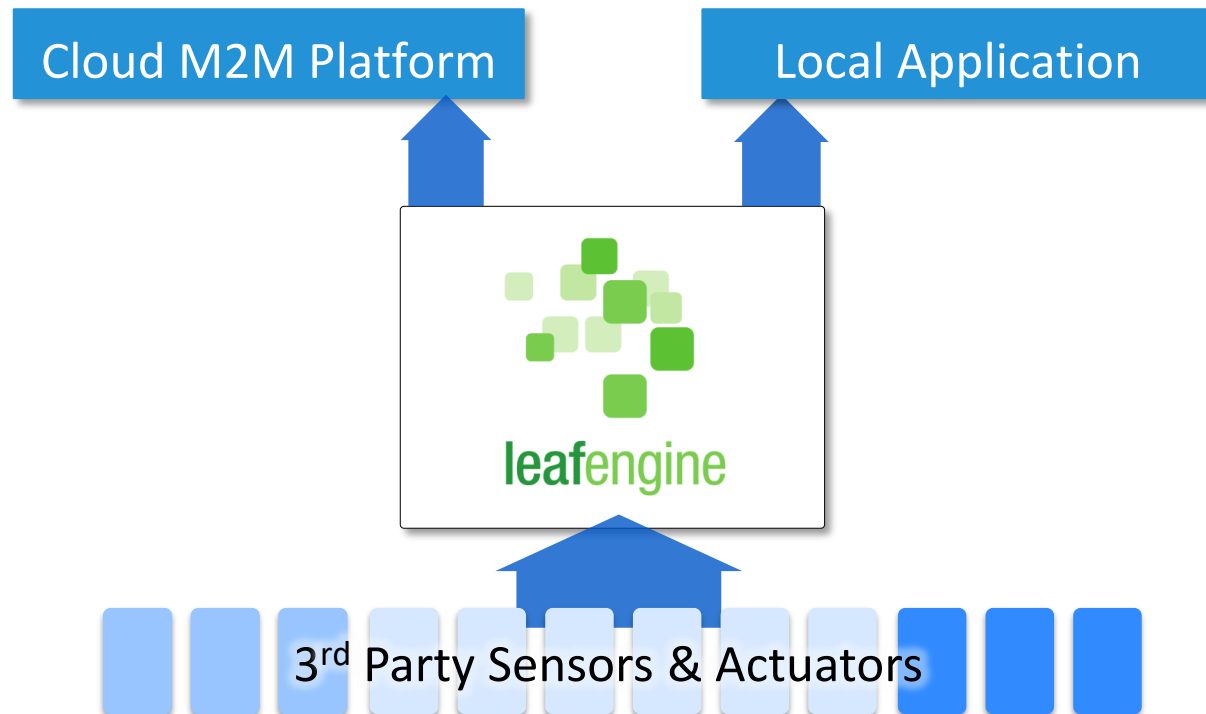 Cloud M2M Platform
Local Application
leafengine
3rd Party Sensors & Actuators